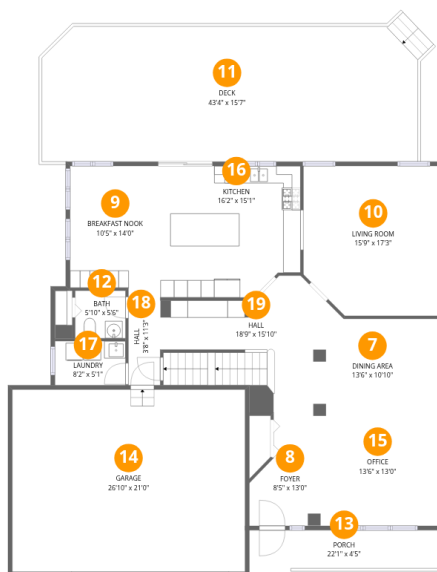 11
DECK
43'4" x 15'7"
16
KITCHEN
16'2" x 15'1"
9
BREAKFAST NOOK
10'5" x 14'0"
10
LIVING ROOM
15'9" x 17'3"
12
BATH
5'10" x 5'6"
18
HALL
3'8" x 11'3"
19
HALL
18'9" x 15'10"
17
LAUNDRY
8'2" x 5'1"
7
DINING AREA
13'6" x 10'10"
15
OFFICE
13'6" x 13'0"
14
GARAGE
26'10" x 21'0"
8
FOYER
8'5" x 13'0"
13
PORCH
22'1" x 4'5"